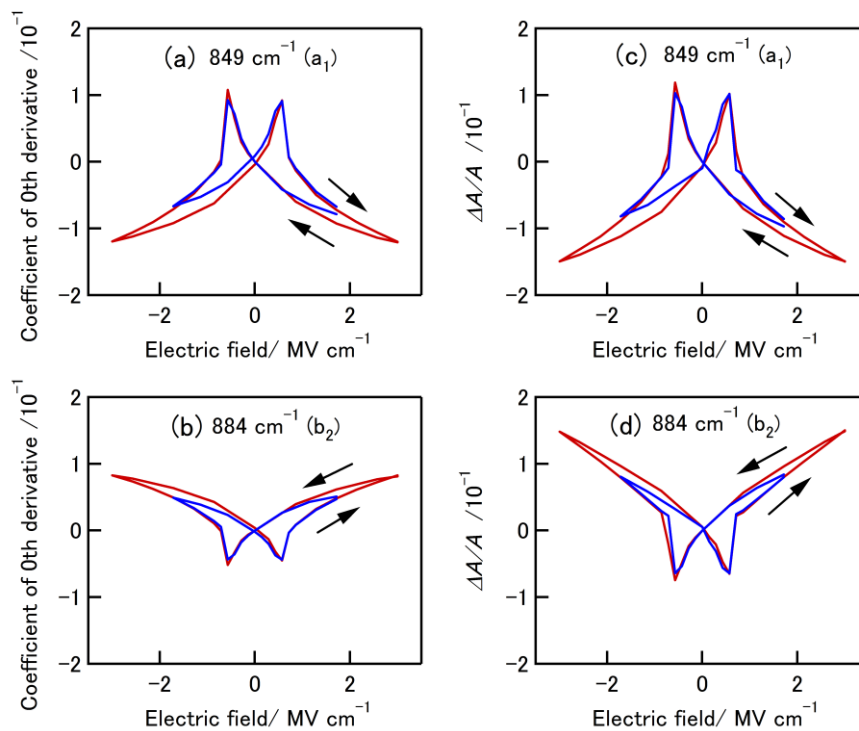 Coefficient of 0th derivative /10⁻¹
2
1
0
−1
−2
(a) 849 cm⁻¹ (a₁)
−2 0 2
Electric field/ MV cm⁻¹
ΔA/A /10⁻¹
2
1
0
−1
−2
(c) 849 cm⁻¹ (a₁)
−2 0 2
Electric field/ MV cm⁻¹
Coefficient of 0th derivative /10⁻¹
2
1
0
−1
−2
(b) 884 cm⁻¹ (b₂)
−2 0 2
Electric field/ MV cm⁻¹
ΔA/A /10⁻¹
2
1
0
−1
−2
(d) 884 cm⁻¹ (b₂)
−2 0 2
Electric field/ MV cm⁻¹